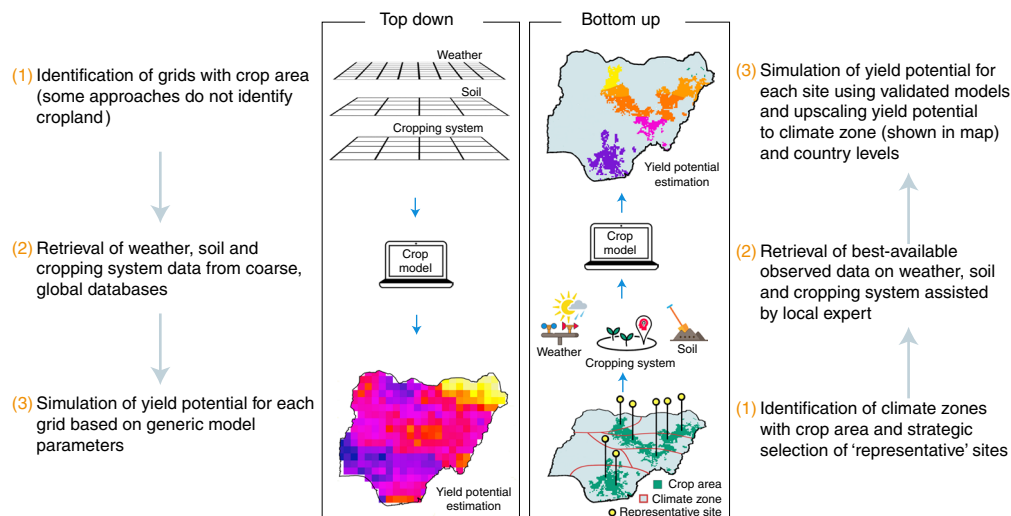 Top down
Bottom up
(1) Identification of grids with crop area
(some approaches do not identify
cropland)
(2) Retrieval of weather, soil and
cropping system data from coarse,
global databases
(3) Simulation of yield potential for each
grid based on generic model
parameters
Weather
Soil
Cropping system
Crop
model
Yield potential
estimation
Yield potential
estimation
Crop
model
Weather
Cropping system
Soil
Crop area
Climate zone
Representative site
(3) Simulation of yield potential for
each site using validated models
and upscaling yield potential
to climate zone (shown in map)
and country levels
(2) Retrieval of best-available
observed data on weather, soil
and cropping system assisted
by local expert
(1) Identification of climate zones
with crop area and strategic
selection of ‘representative’ sites